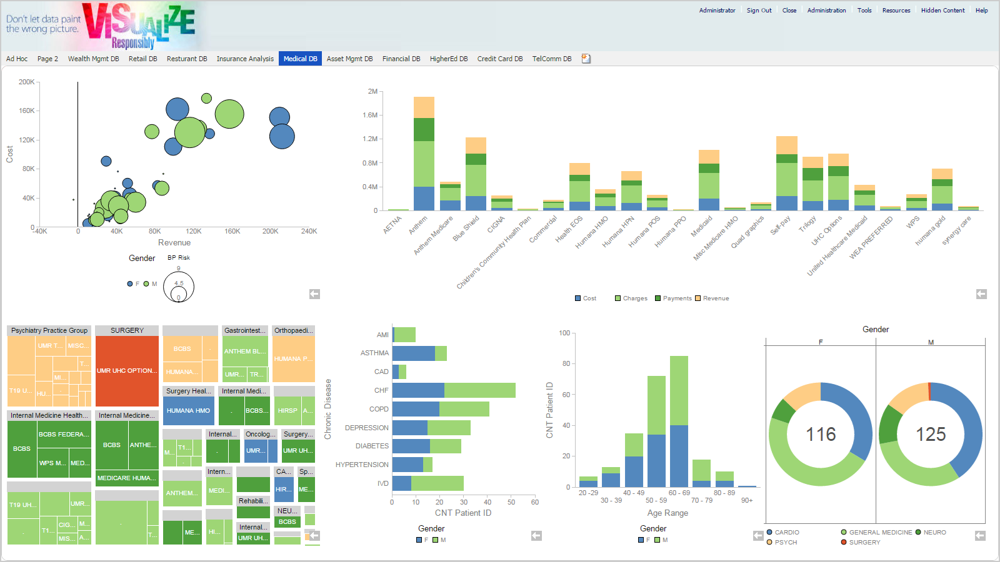 Don't let data paint
the wrong picture.
VISUALIZE
Responsibly
Administrator Sign Out Close Administration Tools Resources Hidden Content Help
Ad Hoc Page 2 Wealth Mgmt DB Retail DB Resturant DB Insurance Analysis Medical DB Asset Mgmt DB Financial DB HigherEd DB Credit Card DB TelComm DB
200K
160K
120K
80K
40K
0
Cost
-40K 0 40K 80K 120K 160K 200K 240K
Revenue
Gender
F M
BP Risk
9
4.5
0
2M
1.6M
1.2M
0.8M
0.4M
0
AETNA
Anthem
Anthem Medicare
Blue Shield
CIGNA
Children's Community Health Plan
Commercial
Health EOS
Humana HMO
Humana HPN
Humana POS
Humana PPO
Medicaid
Misc Medicare HMO
Quad graphics
Self-pay
Trilogy
UHC Options
United Healthcare Medicaid
WEA PREFERRED
WPS
humana gold
synergy care
Cost Charges Payments Revenue
Psychiatry Practice Group
UMR T... MISC...
T...
MI...
T19 U... HU...
SURGERY
UMR UHC OPTION...
BCBS
HUMANA...
Gastrointest...
ANTHEM BL...
UMR... TR...
Orthopaedi...
HUMANA P...
Surgery Heal...
HUMANA HMO
Internal Medi...
BCBS...
HIRSP A...
Internal Medicine Health...
BCBS BCBS FEDERA...
WPS M... MED...
Internal Medicine...
BCBS ANTHE...
MEDICARE HUMA...
M... T1...
Internal...
Oncolog...
UMR...
Surgery...
UMR UH...
ANTHEM...
Intern...
MEDI...
CA...
HIR...
Sp...
ME...
T19 UH... UMR...
T1... CIG... M...
MIS... A...
T...
ME...
HI...
Rehabili...
Internal...
UMR UH...
NEU...
BCBS
Chronic Disease
AMI
ASTHMA
CAD
CHF
COPD
DEPRESSION
DIABETES
HYPERTENSION
IVD
0 10 20 30 40 50 60
CNT Patient ID
Gender
F M
CNT Patient ID
100
80
60
40
20
0
20 -29 30 - 39 40 - 49 50 - 59 60 - 69 70 - 79 80 - 89 90+
Age Range
Gender
F M
Gender
F M
116 125
CARDIO GENERAL MEDICINE NEURO
PSYCH SURGERY